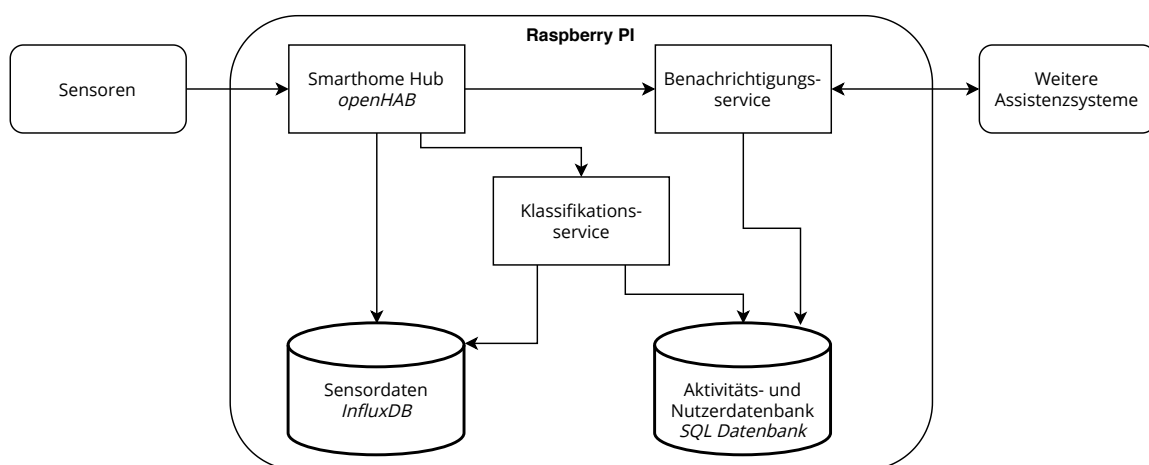 Raspberry PI
Sensoren
Smarthome Hub
openHAB
Benachrichtigungs-
service
Weitere
Assistenzsysteme
Klassifikations-
service
Sensordaten
InfluxDB
Aktivitäts- und
Nutzerdatenbank
SQL Datenbank